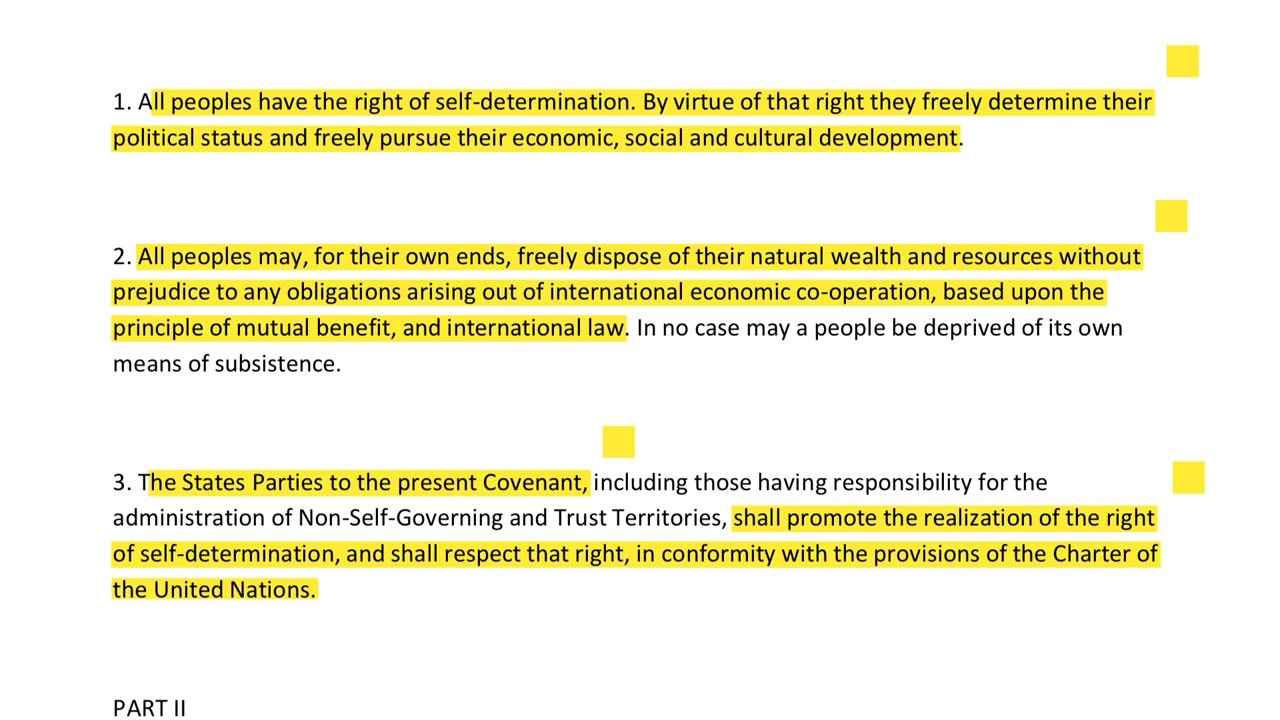 1. All peoples have the right of self-determination. By virtue of that right they freely determine their
political status and freely pursue their economic, social and cultural development.
2. All peoples may, for their own ends, freely dispose of their natural wealth and resources without
prejudice to any obligations arising out of international economic co-operation, based upon the
principle of mutual benefit, and international law. In no case may a people be deprived of its own
means of subsistence.
3. The States Parties to the present Covenant, including those having responsibility for the
administration of Non-Self-Governing and Trust Territories, shall promote the realization of the right
of self-determination, and shall respect that right, in conformity with the provisions of the Charter of
the United Nations.
PART II